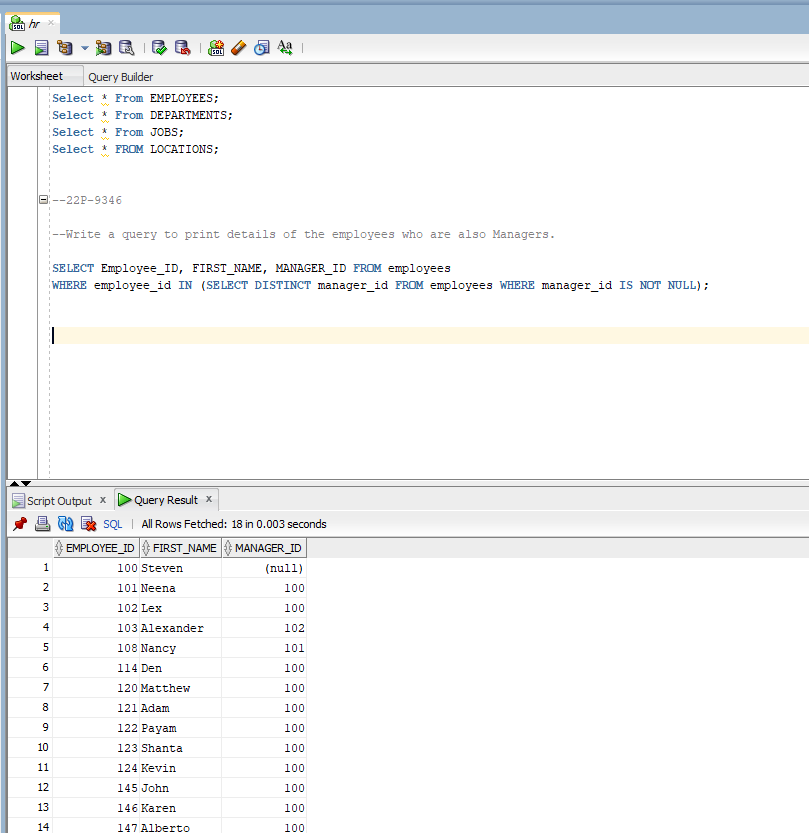 hr
Worksheet Query Builder
Select * From EMPLOYEES;
Select * From DEPARTMENTS;
Select * From JOBS;
Select * FROM LOCATIONS;
--22P-9346
--Write a query to print details of the employees who are also Managers.
SELECT Employee_ID, FIRST_NAME, MANAGER_ID FROM employees
WHERE employee_id IN (SELECT DISTINCT manager_id FROM employees WHERE manager_id IS NOT NULL);
Script Output x Query Result x
SQL | All Rows Fetched: 18 in 0.003 seconds
EMPLOYEE_ID FIRST_NAME MANAGER_ID
1 100 Steven (null)
2 101 Neena 100
3 102 Lex 100
4 103 Alexander 102
5 108 Nancy 101
6 114 Den 100
7 120 Matthew 100
8 121 Adam 100
9 122 Payam 100
10 123 Shanta 100
11 124 Kevin 100
12 145 John 100
13 146 Karen 100
14 147 Alberto 100